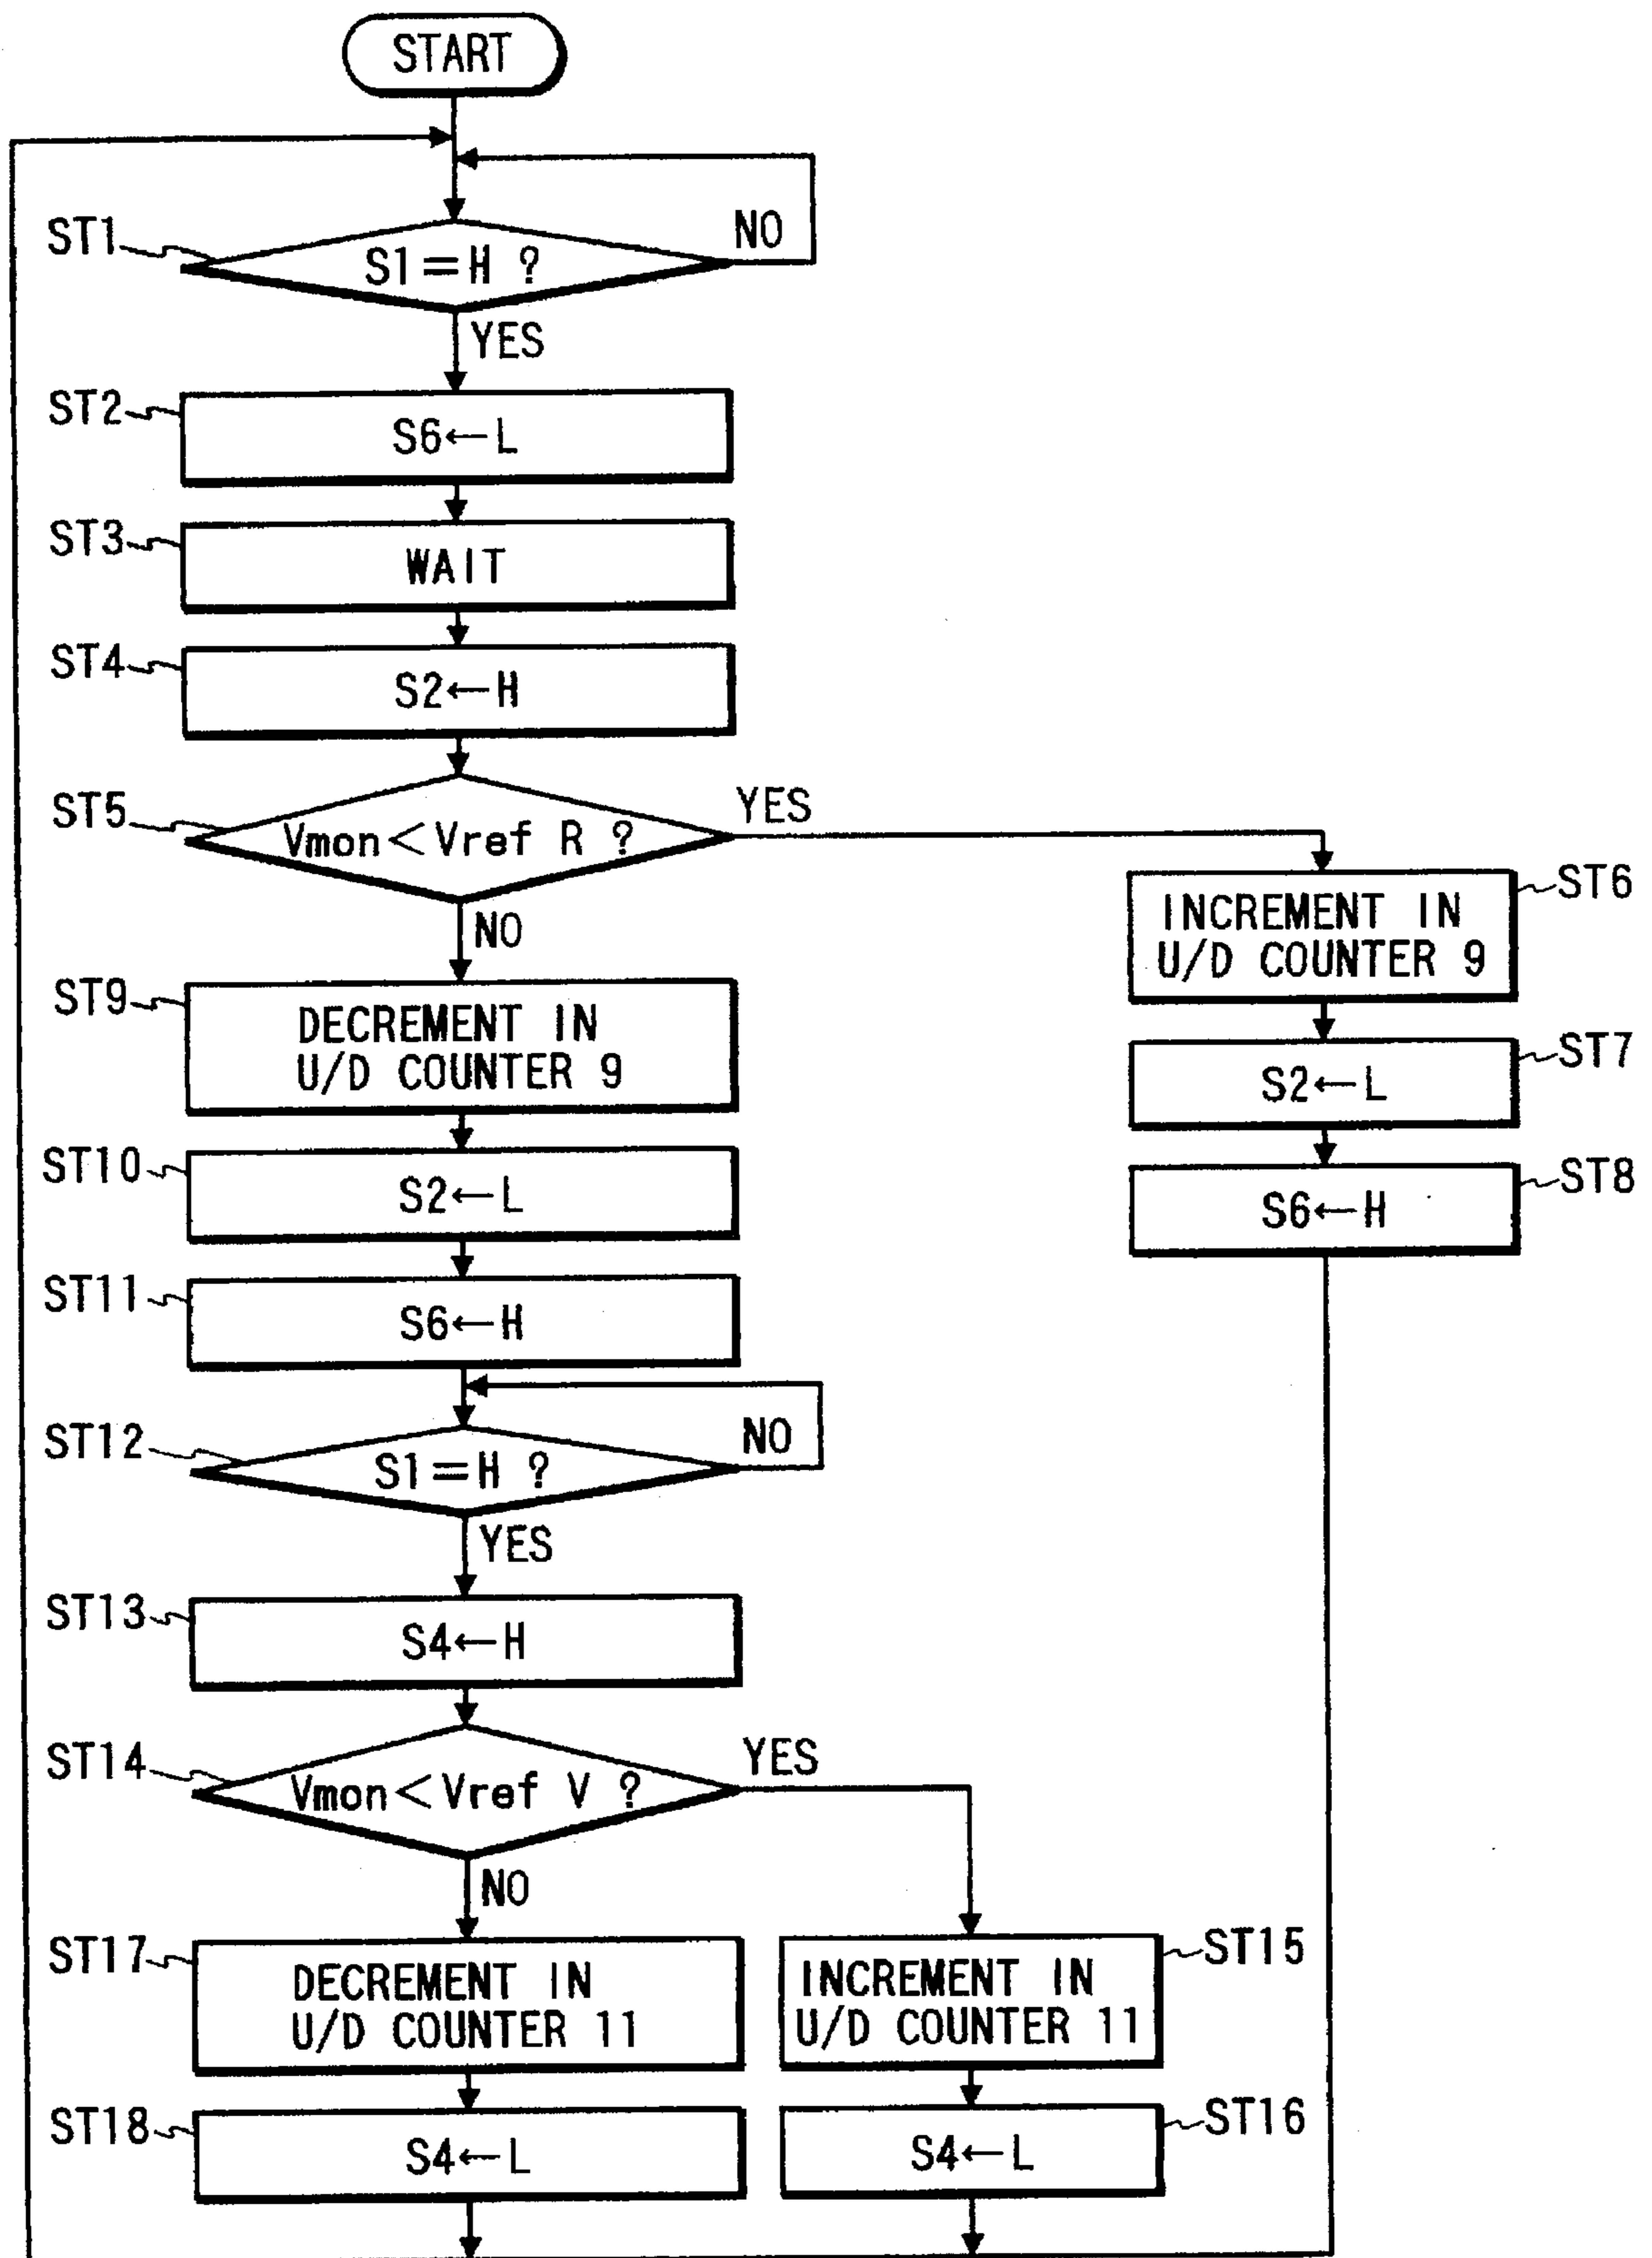 START
ST1
S1=H ?
NO
YES
ST2
S6←L
ST3
WAIT
ST4
S2←H
ST5
Vmon<Vref R ?
YES
NO
ST6
INCREMENT IN
U/D COUNTER 9
ST7
S2←L
ST8
S6←H
ST9
DECREMENT IN
U/D COUNTER 9
ST10
S2←L
ST11
S6←H
ST12
S1=H ?
NO
YES
ST13
S4←H
ST14
Vmon<Vref V ?
YES
NO
ST15
INCREMENT IN
U/D COUNTER 11
ST16
S4←L
ST17
DECREMENT IN
U/D COUNTER 11
ST18
S4←L